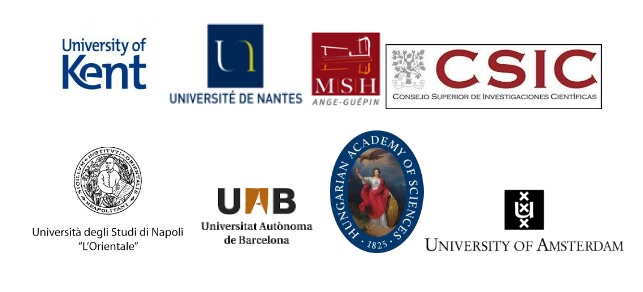 University of
Kent
UNIVERSITÉ DE NANTES
MSH
ANGE-GUÉPIN
CSIC
CONSEJO SUPERIOR DE INVESTIGACIONES CIENTÍFICAS
Università degli Studi di Napoli
“L’Orientale”
UAB
Universitat Autònoma
de Barcelona
HUNGARIAN ACADEMY OF SCIENCES
· 1825 ·
UNIVERSITY OF AMSTERDAM